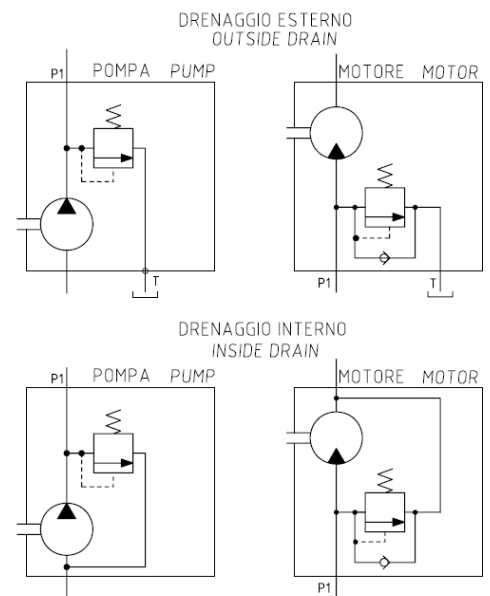 DRENAGGIO ESTERNO
OUTSIDE DRAIN
P1 POMPA PUMP
MOTORE MOTOR
T
P1
T
DRENAGGIO INTERNO
INSIDE DRAIN
P1 POMPA PUMP
MOTORE MOTOR
P1